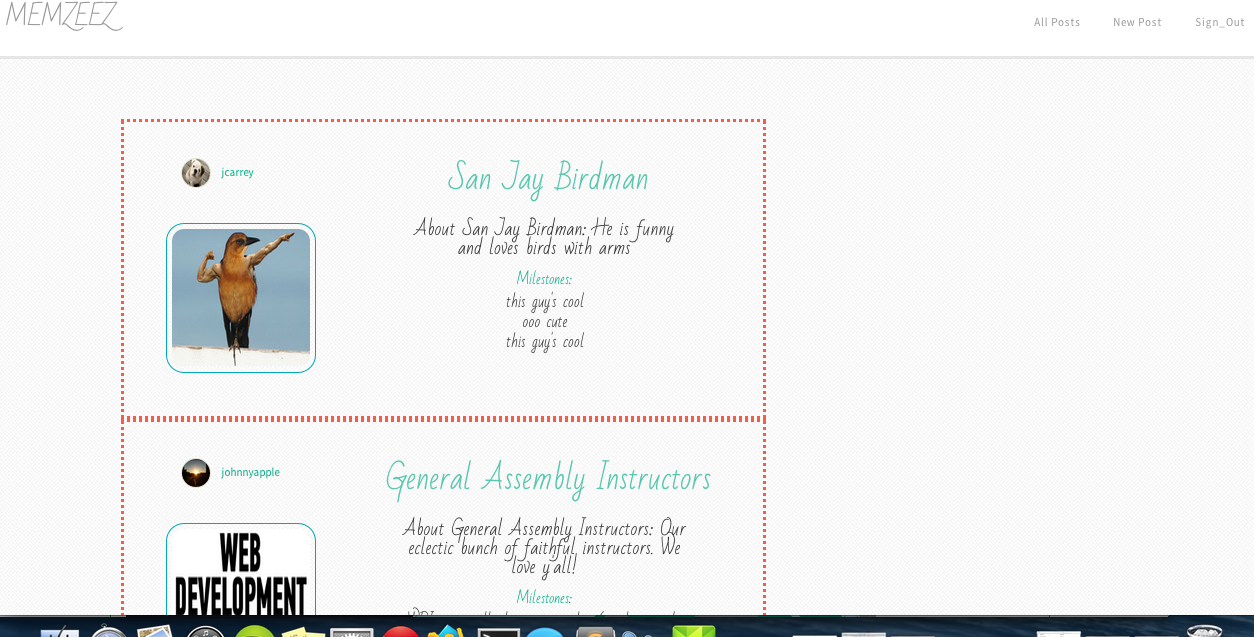 MEMZEEZ
All Posts
New Post
Sign_Out
jcarrey
San Jay Birdman
About San Jay Birdman: He is funny
and loves birds with arms
Milestones:
this guy's cool
ooo cute
this guy's cool
johnnyapple
General Assembly Instructors
About General Assembly Instructors: Our
eclectic bunch of faithful instructors. We
love y'all!
WEB
DEVELOPMENT
Milestones: